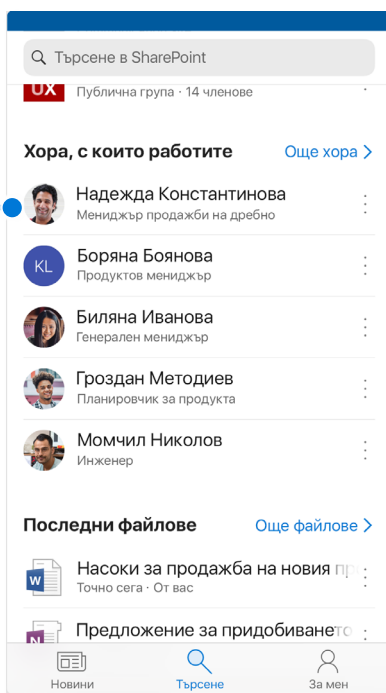 Търсене в SharePoint
UX
Публична група · 14 членове
Хора, с които работите
Още хора >
Надежда Константинова
Мениджър продажби на дребно
KL
Боряна Боянова
Продуктов мениджър
Биляна Иванова
Генерален мениджър
Гроздан Методиев
Планировчик за продукта
Момчил Николов
Инженер
Последни файлове
Още файлове >
W
Насоки за продажба на новия
Точно сега · От вас
N
Предложение за придобиването
Новини
Търсене
За мен